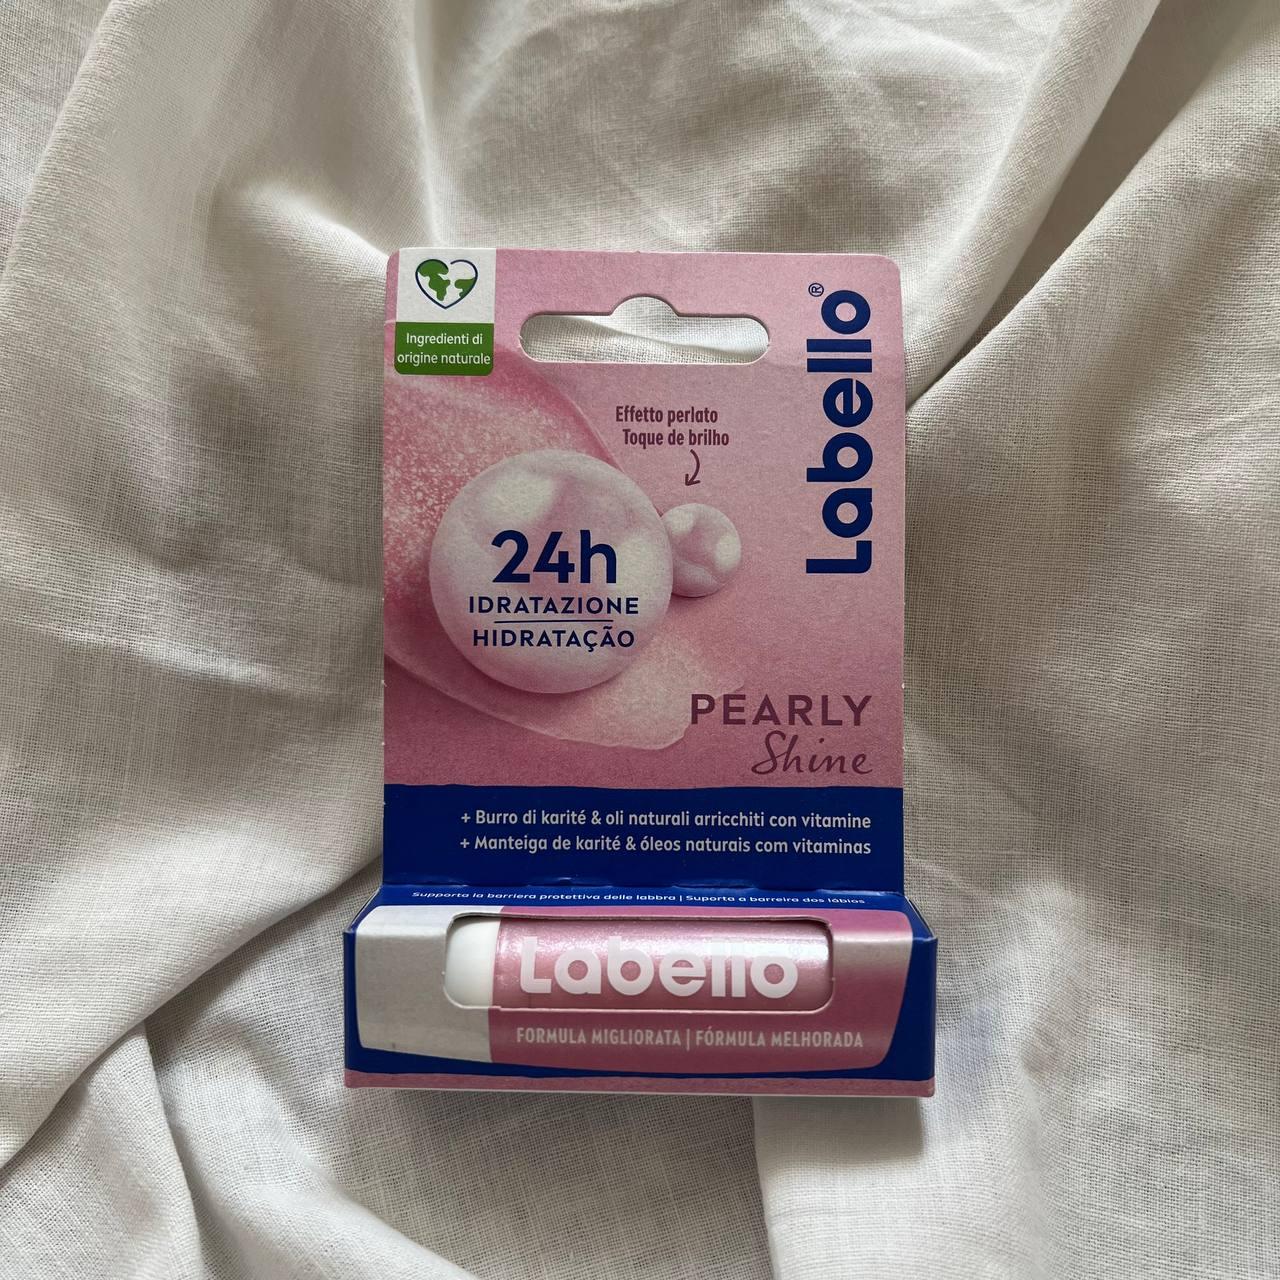 Ingredienti di
origine naturale
Labello®
Effetto perlato
Toque de brilho
24h
IDRATAZIONE
HIDRATAÇÃO
PEARLY
Shine
+ Burro di karité & oli naturali arricchiti con vitamine
+ Manteiga de karité & óleos naturais com vitaminas
Supporta la barriera protettiva delle labbra | Suporta a barreira dos lábios
Labello
FORMULA MIGLIORATA | FÓRMULA MELHORADA